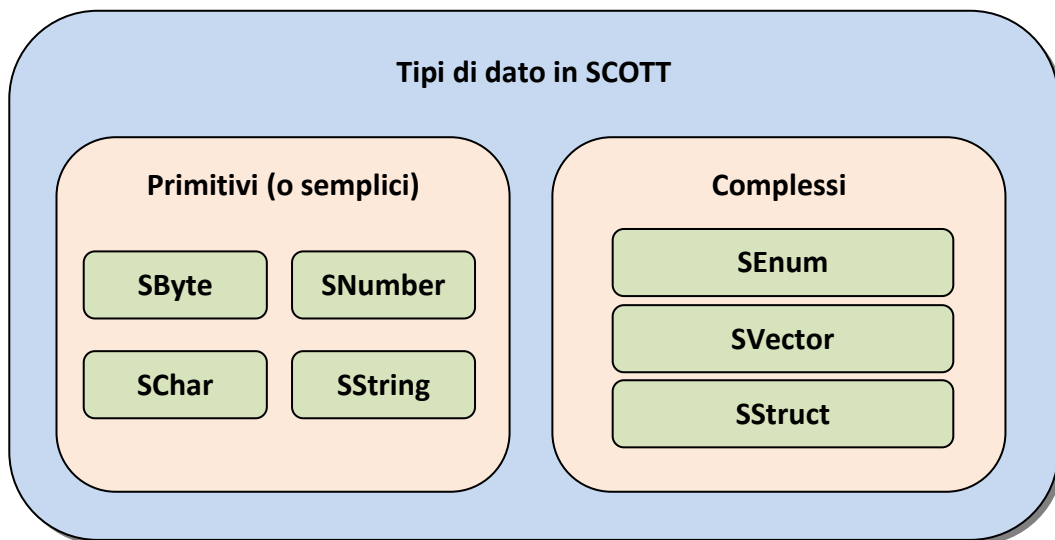 Tipi di dato in SCOTT
Primitivi (o semplici)
SByte
SNumber
SChar
SString
Complessi
SEnum
SVector
SStruct